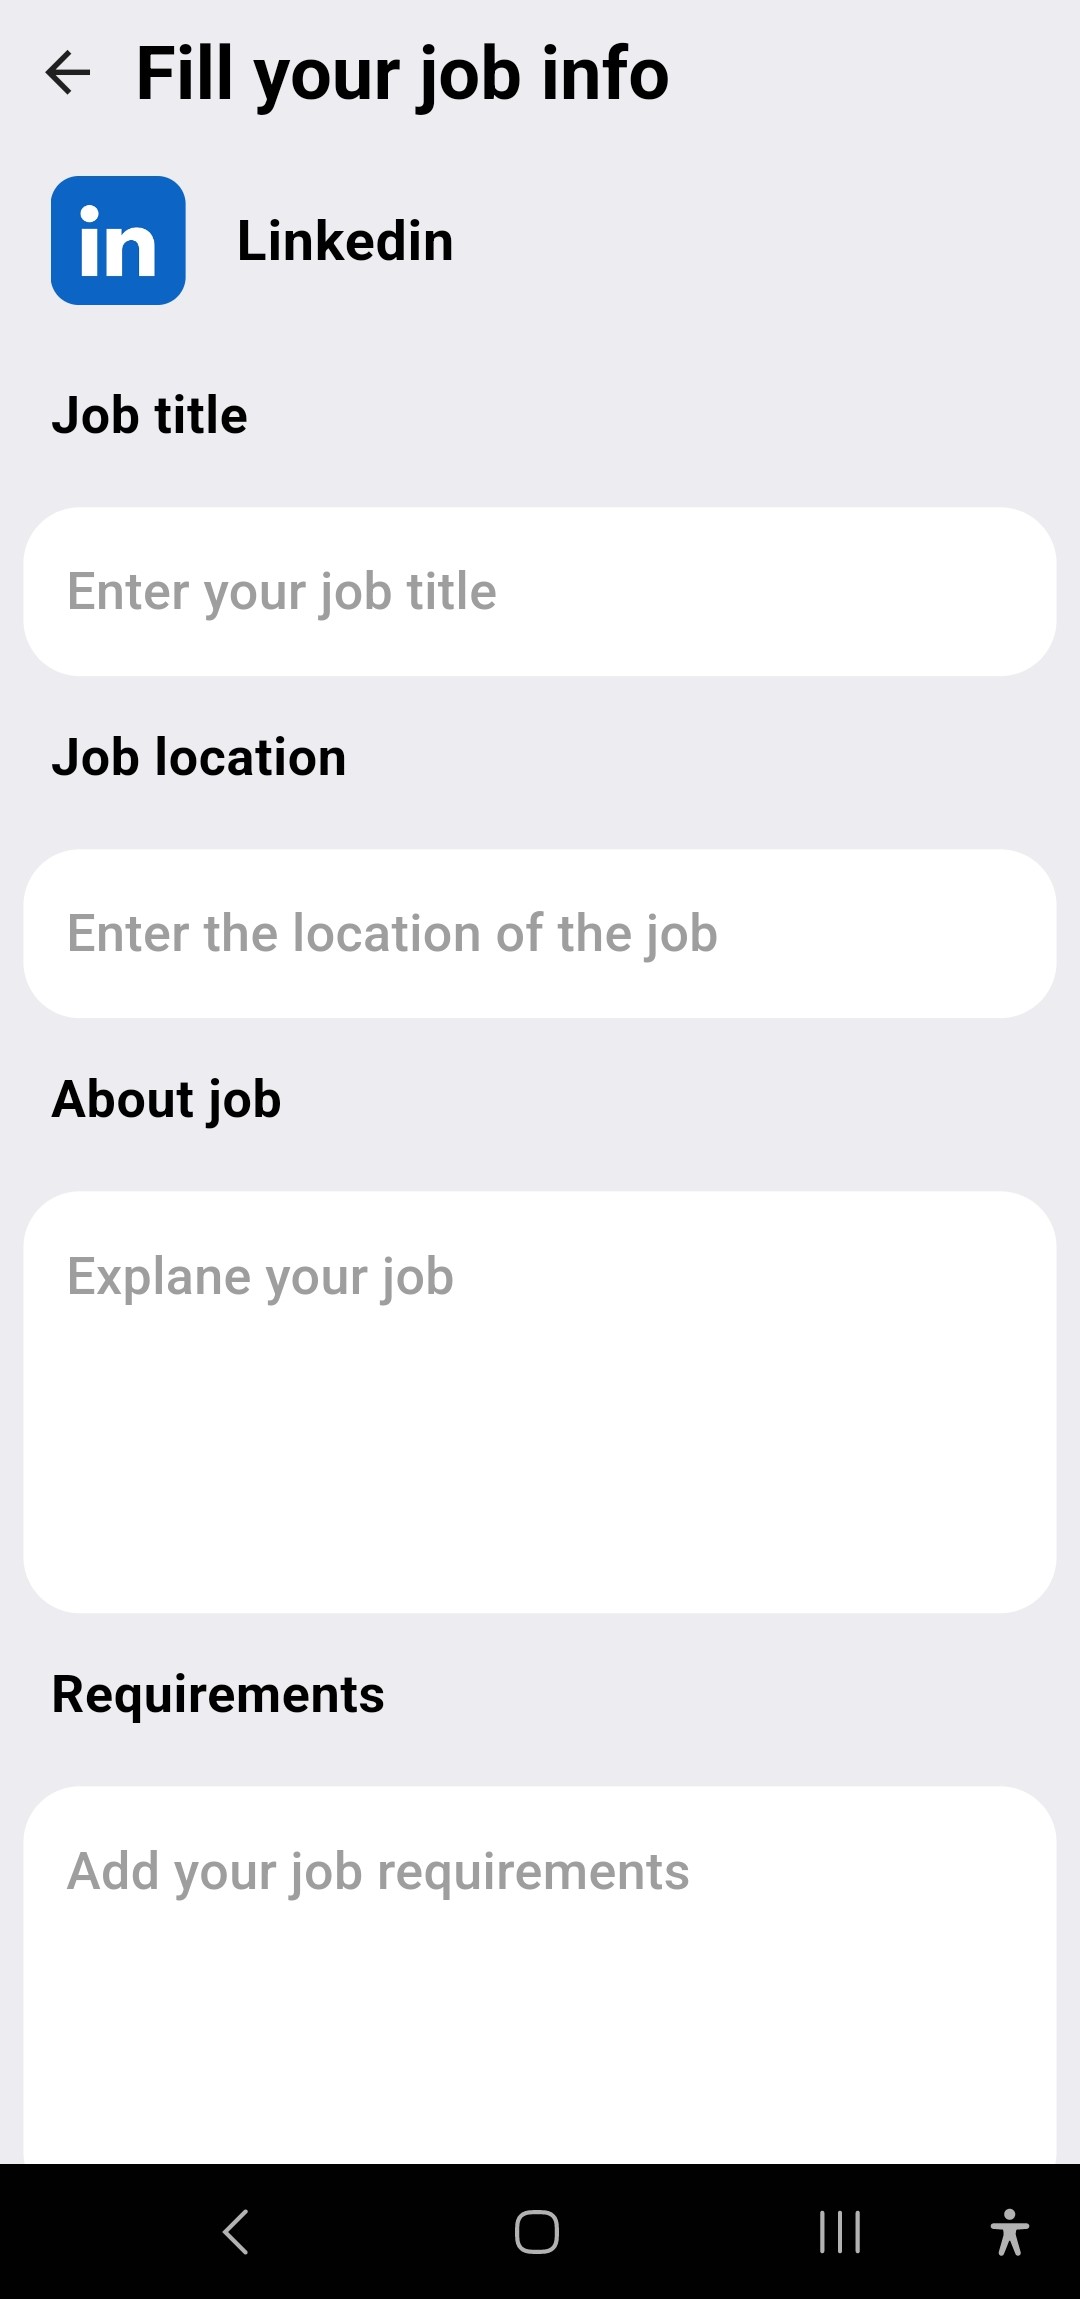 Fill your job info
in
Linkedin
Job title
Enter your job title
Job location
Enter the location of the job
About job
Explane your job
Requirements
Add your job requirements